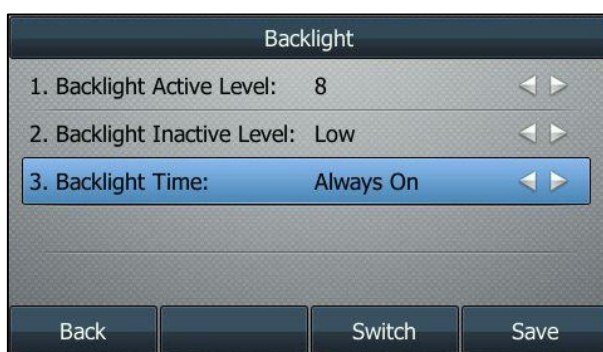 Backlight
1. Backlight Active Level: 8
2. Backlight Inactive Level: Low
3. Backlight Time: Always On
Back Switch Save